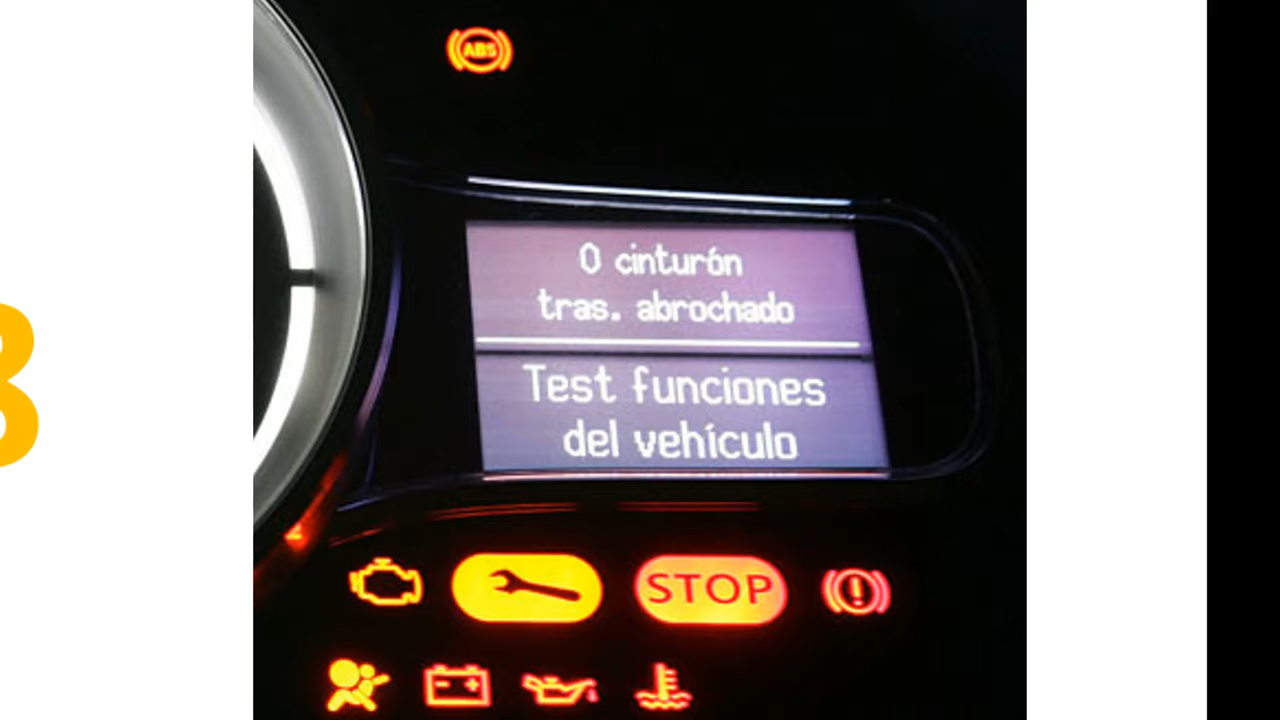 ABS
0 cinturón
tras. abrochado
Test funciones
del vehículo
STOP